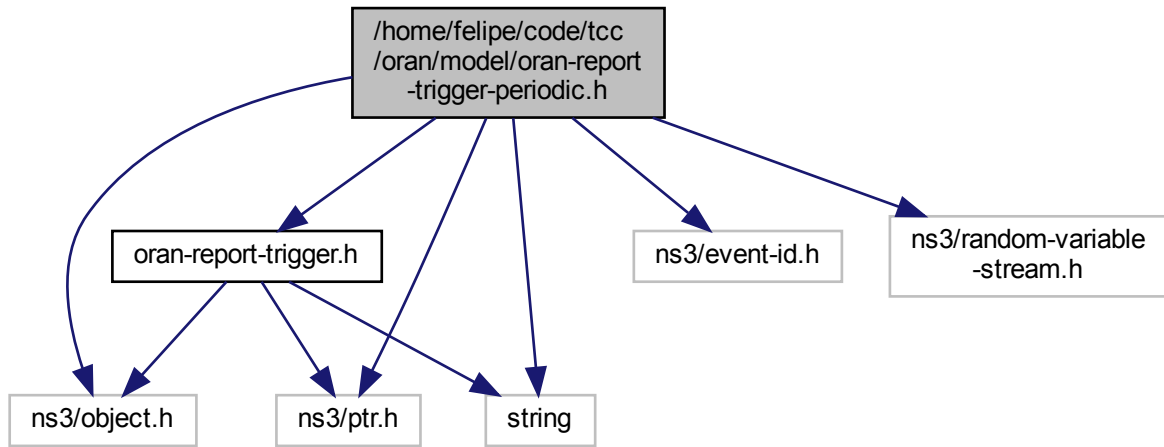 /home/felipe/code/tcc
/oran/model/oran-report
-trigger-periodic.h
oran-report-trigger.h
ns3/event-id.h
ns3/random-variable
-stream.h
ns3/object.h
ns3/ptr.h
string